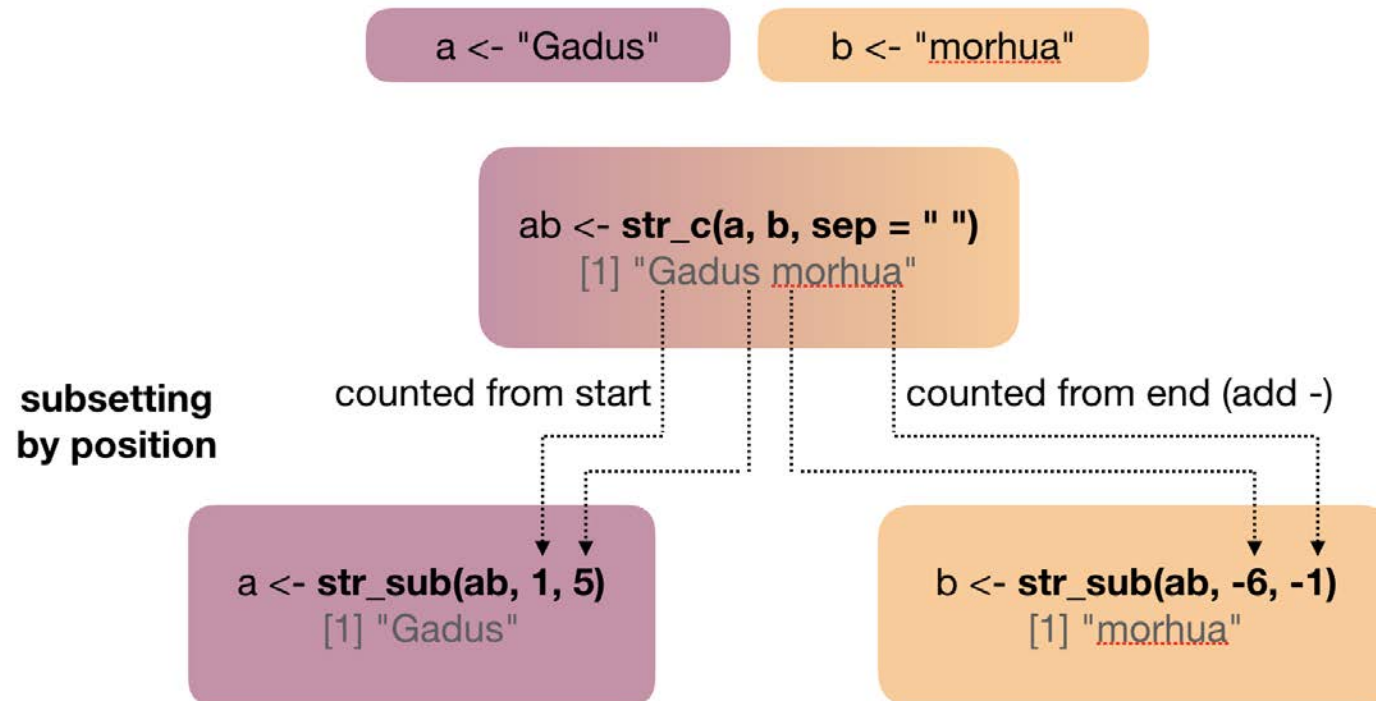 a <- "Gadus"
b <- "morhua"
ab <- str_c(a, b, sep = " ")
[1] "Gadus morhua"
subsetting
by position
counted from start
counted from end (add -)
a <- str_sub(ab, 1, 5)
[1] "Gadus"
b <- str_sub(ab, -6, -1)
[1] "morhua"